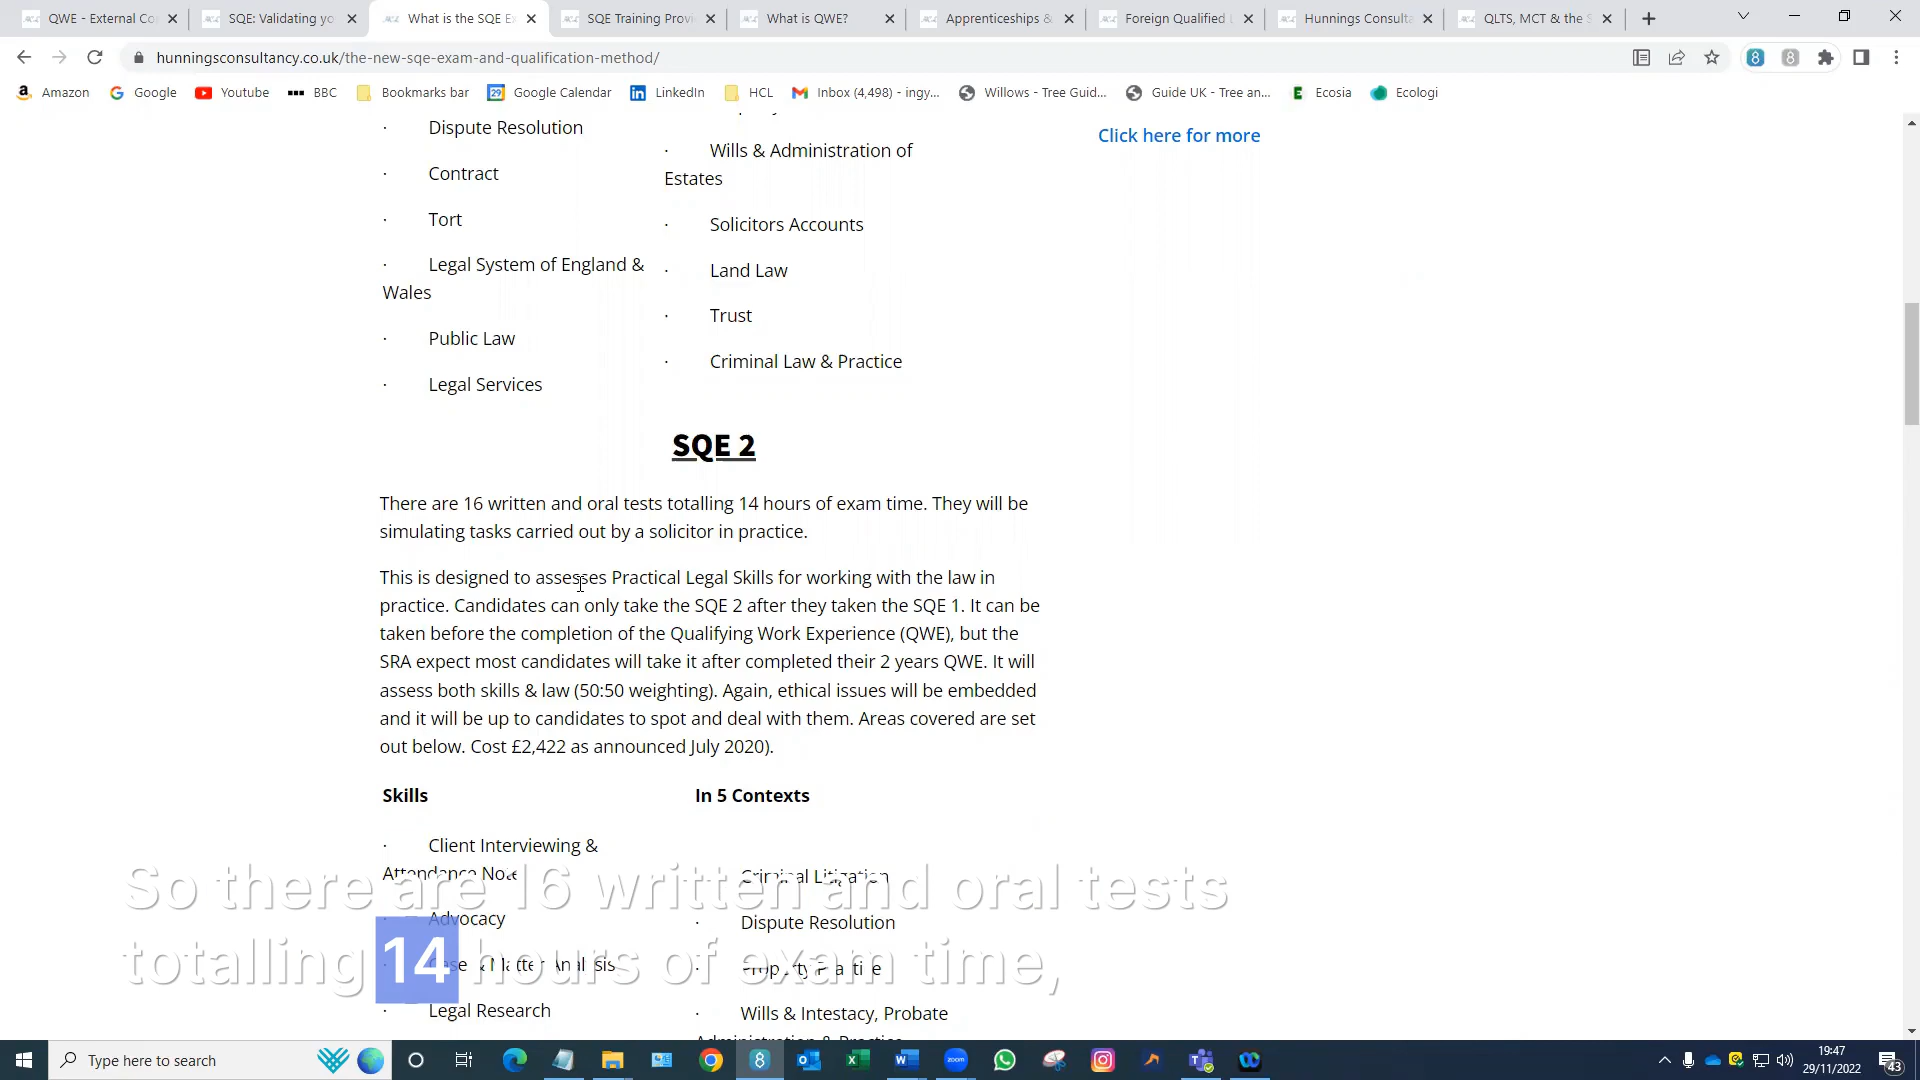 QWE - External Co
SQE: Validating yo
What is the SQE E
SQE Training Provi
What is QWE?
Apprenticeships &
Foreign Qualified
Hunnings Consulta
QLTS, MCT & the S
hunningsconsultancy.co.uk/the-new-sqe-exam-and-qualification-method/
Amazon
Google
Youtube
BBC
Bookmarks bar
Google Calendar
LinkedIn
HCL
Inbox (4,498) - ingy...
Willows - Tree Guid...
Guide UK - Tree an...
Ecosia
Ecologi
· Dispute Resolution
· Contract
· Tort
· Legal System of England &
Wales
· Public Law
· Legal Services
· Wills & Administration of
Estates
· Solicitors Accounts
· Land Law
· Trust
· Criminal Law & Practice
Click here for more
SQE 2
There are 16 written and oral tests totalling 14 hours of exam time. They will be
simulating tasks carried out by a solicitor in practice.
This is designed to assesses Practical Legal Skills for working with the law in
practice. Candidates can only take the SQE 2 after they taken the SQE 1. It can be
taken before the completion of the Qualifying Work Experience (QWE), but the
SRA expect most candidates will take it after completed their 2 years QWE. It will
assess both skills & law (50:50 weighting). Again, ethical issues will be embedded
and it will be up to candidates to spot and deal with them. Areas covered are set
out below. Cost £2,422 as announced July 2020).
Skills
· Client Interviewing &
Attendance Note
· Advocacy
· Case & Matter Analysis
· Legal Research
In 5 Contexts
Criminal Litigation
· Dispute Resolution
· Property Practice
· Wills & Intestacy, Probate
Administration & Practice
So there are 16 written and oral tests
totalling 14 hours of exam time,
Type here to search
19:47
29/11/2022
43